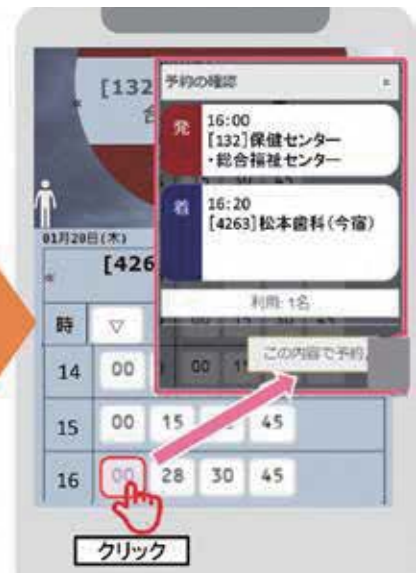 [132
予約の確認
発
16:00
[132]保健センター
・総合福祉センター
着
16:20
[4263]松本歯科(今宿)
利用:1名
この内容で予約
01月20日(木)
[426
時
14 00 00
15 00 15 45
16 00 28 30 45
クリック